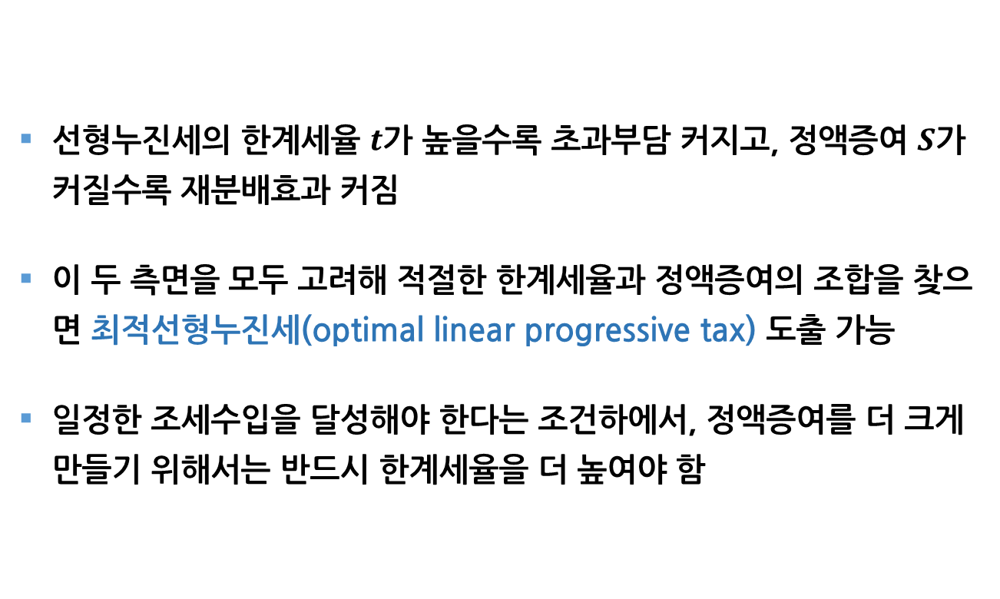 ▪ 선형누진세의 한계세율 t가 높을수록 초과부담 커지고, 정액증여 S가
커질수록 재분배효과 커짐
▪ 이 두 측면을 모두 고려해 적절한 한계세율과 정액증여의 조합을 찾으
면 최적선형누진세(optimal linear progressive tax) 도출 가능
▪ 일정한 조세수입을 달성해야 한다는 조건하에서, 정액증여를 더 크게
만들기 위해서는 반드시 한계세율을 더 높여야 함